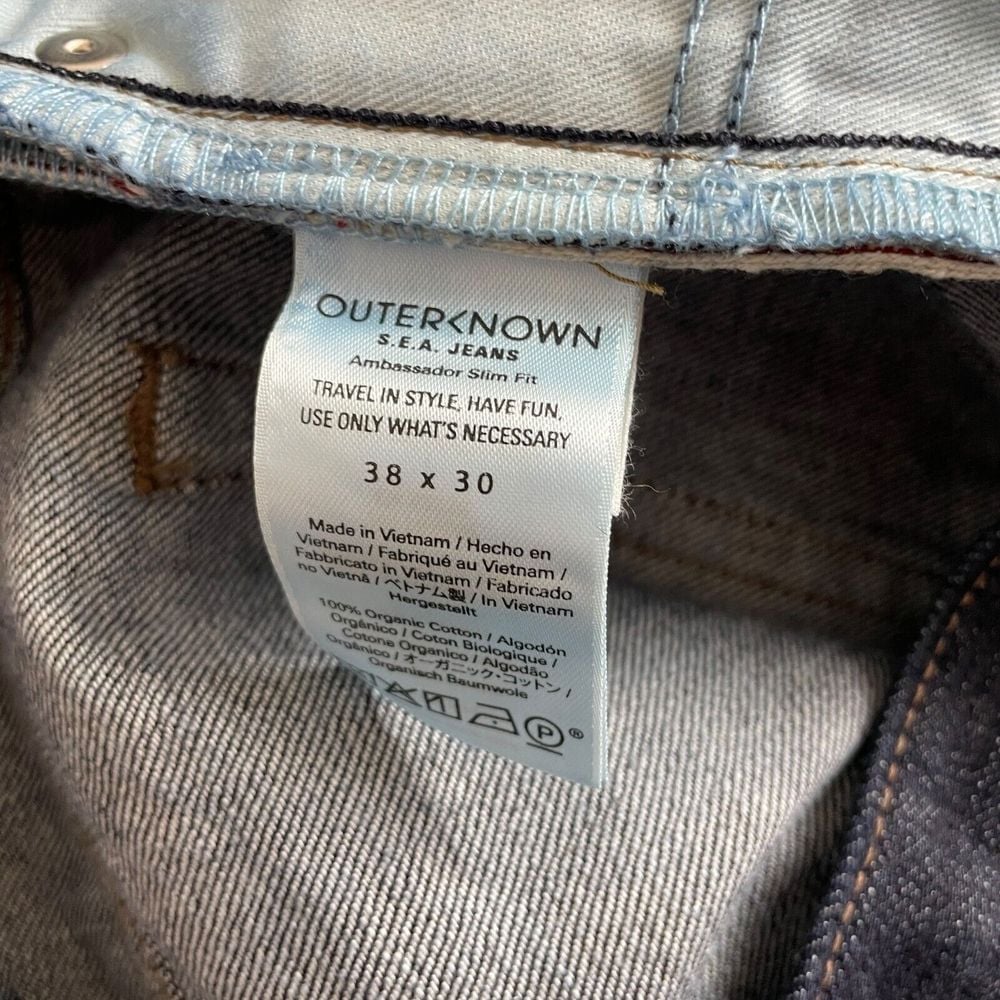 OUTERKNOWN
S.E.A. JEANS
Ambassador Slim Fit
TRAVEL IN STYLE. HAVE FUN.
USE ONLY WHAT'S NECESSARY
38 x 30
Made in Vietnam / Hecho en
Vietnam / Fabriqué au Vietnam /
Fabbricato in Vietnam / Fabricado
no Vietnã / ベトナム製 / In Vietnam
Hergestellt
100% Organic Cotton / Algodón
Orgánico / Coton Biologique /
Cotone Organico / Algodão
Orgânico / オーガニック・コットン /
Organisch Baumwole
P ®